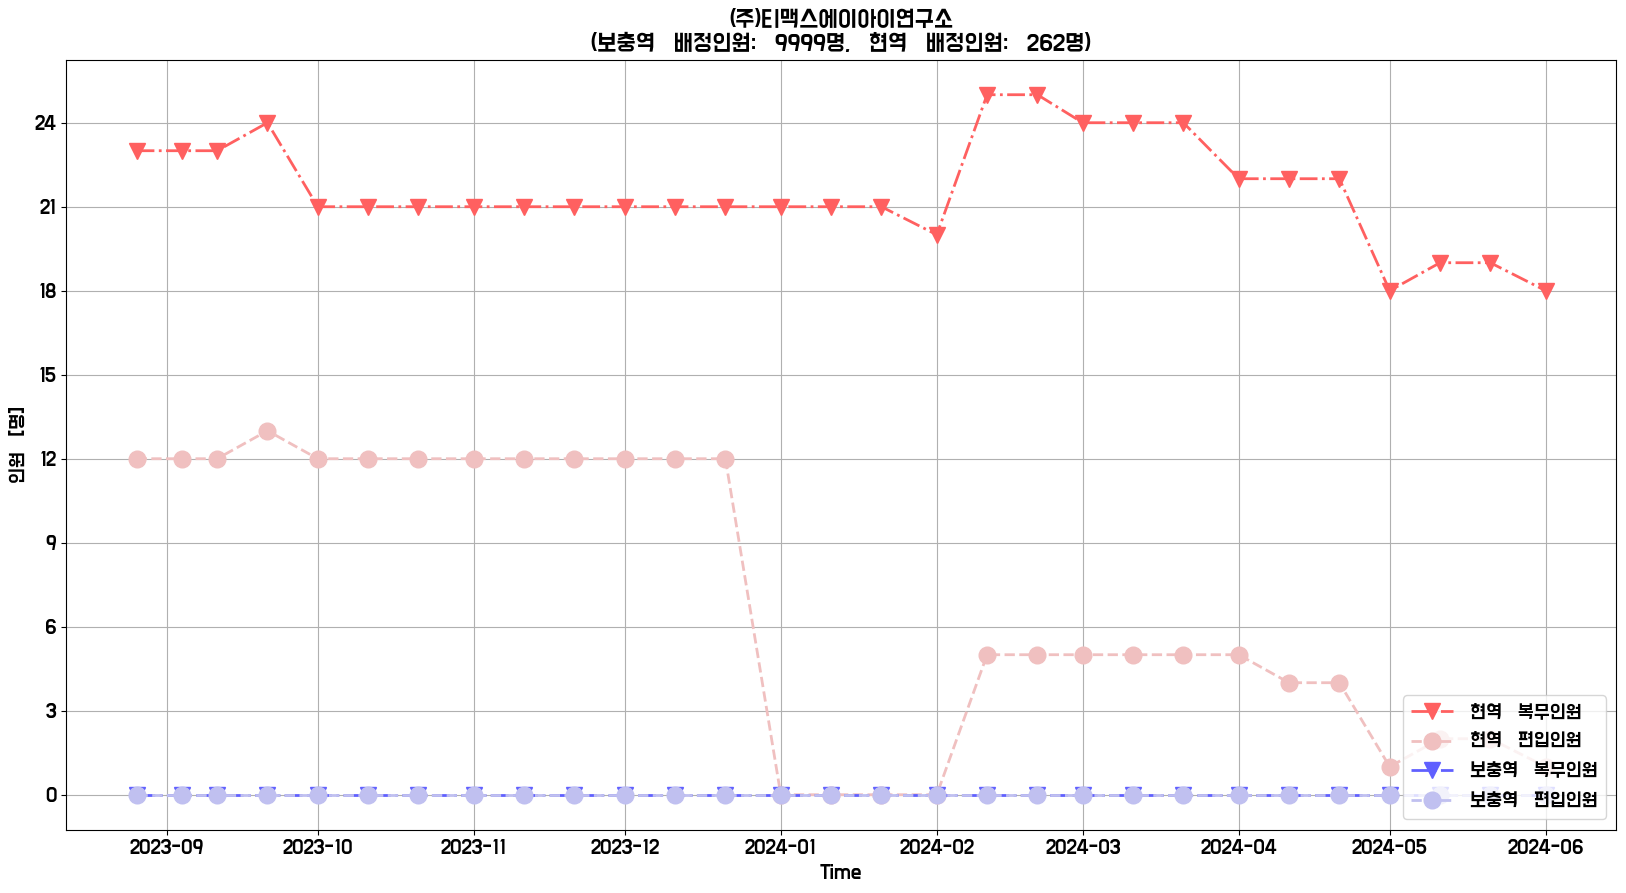 (주)티맥스에이아이연구소
(보충역 배정인원: 9999명, 현역 배정인원: 262명)
인원 [명]
24
21
18
15
12
9
6
3
0
현역 복무인원
현역 편입인원
보충역 복무인원
보충역 편입인원
2023-09 2023-10 2023-11 2023-12 2024-01 2024-02 2024-03 2024-04 2024-05 2024-06
Time